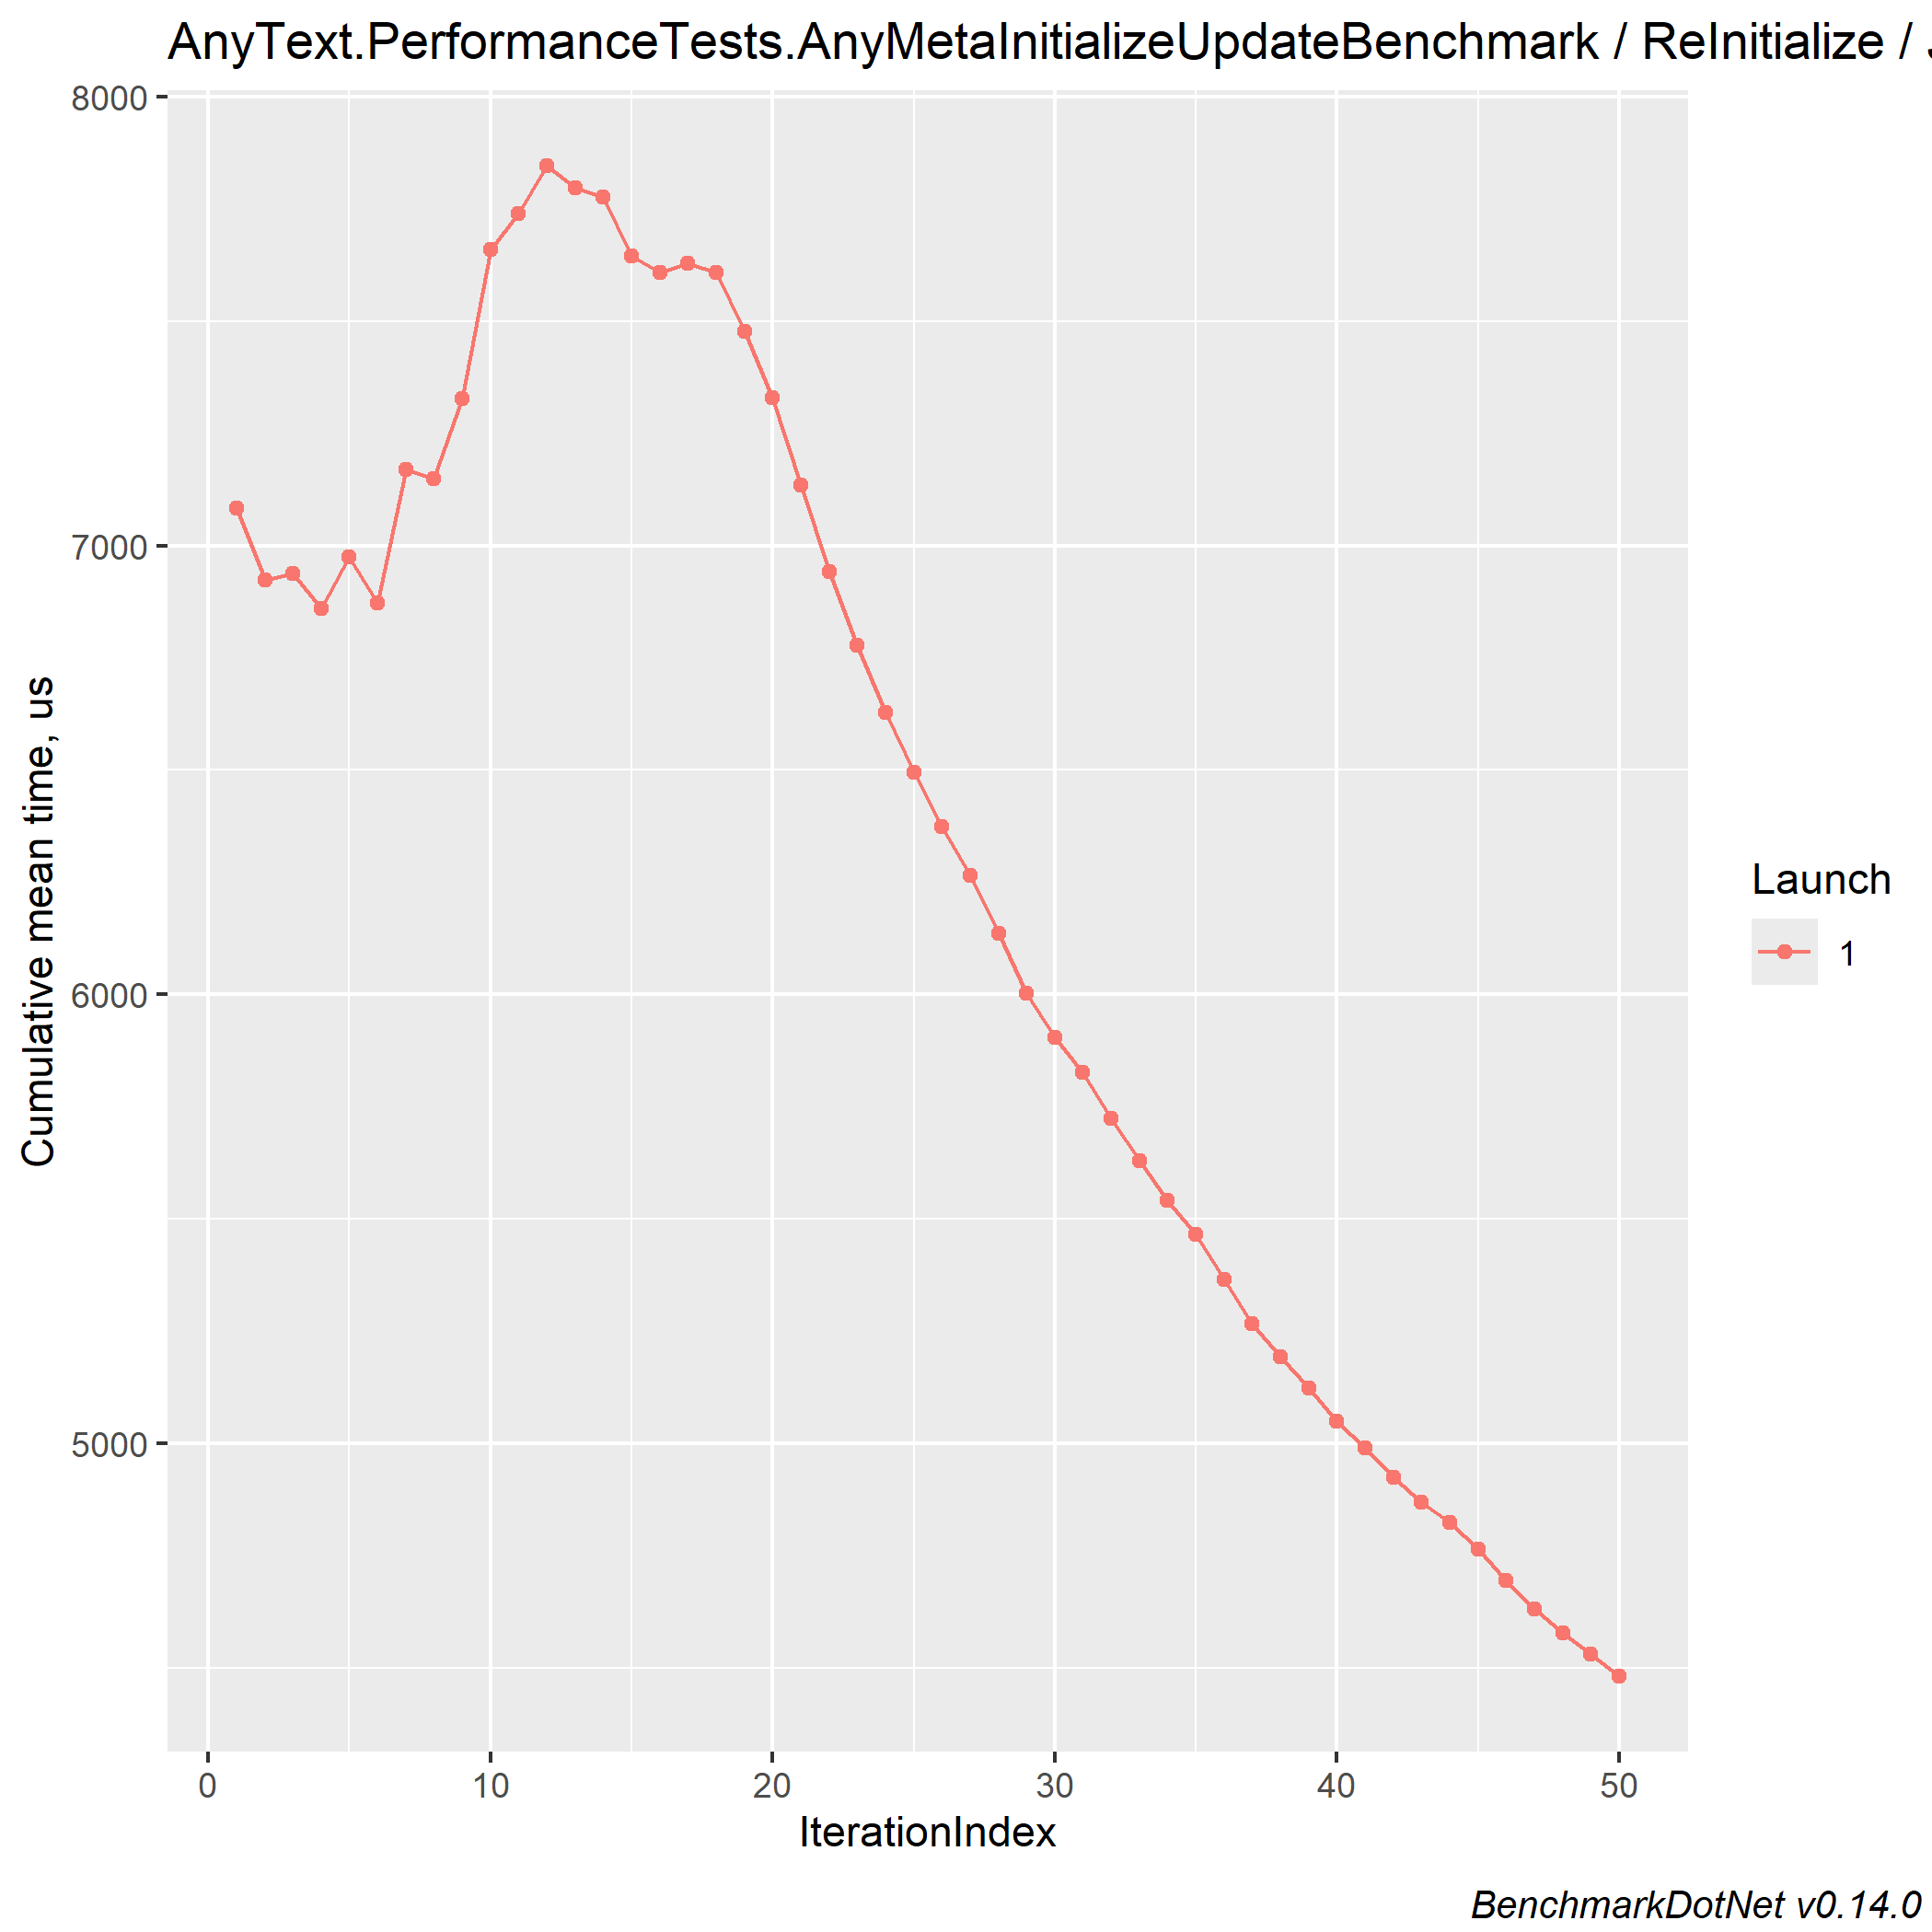 AnyText.PerformanceTests.AnyMetaInitializeUpdateBenchmark / ReInitialize /
8000
7000
6000
5000
Cumulative mean time, us
0 10 20 30 40 50
IterationIndex
Launch
1
BenchmarkDotNet v0.14.0